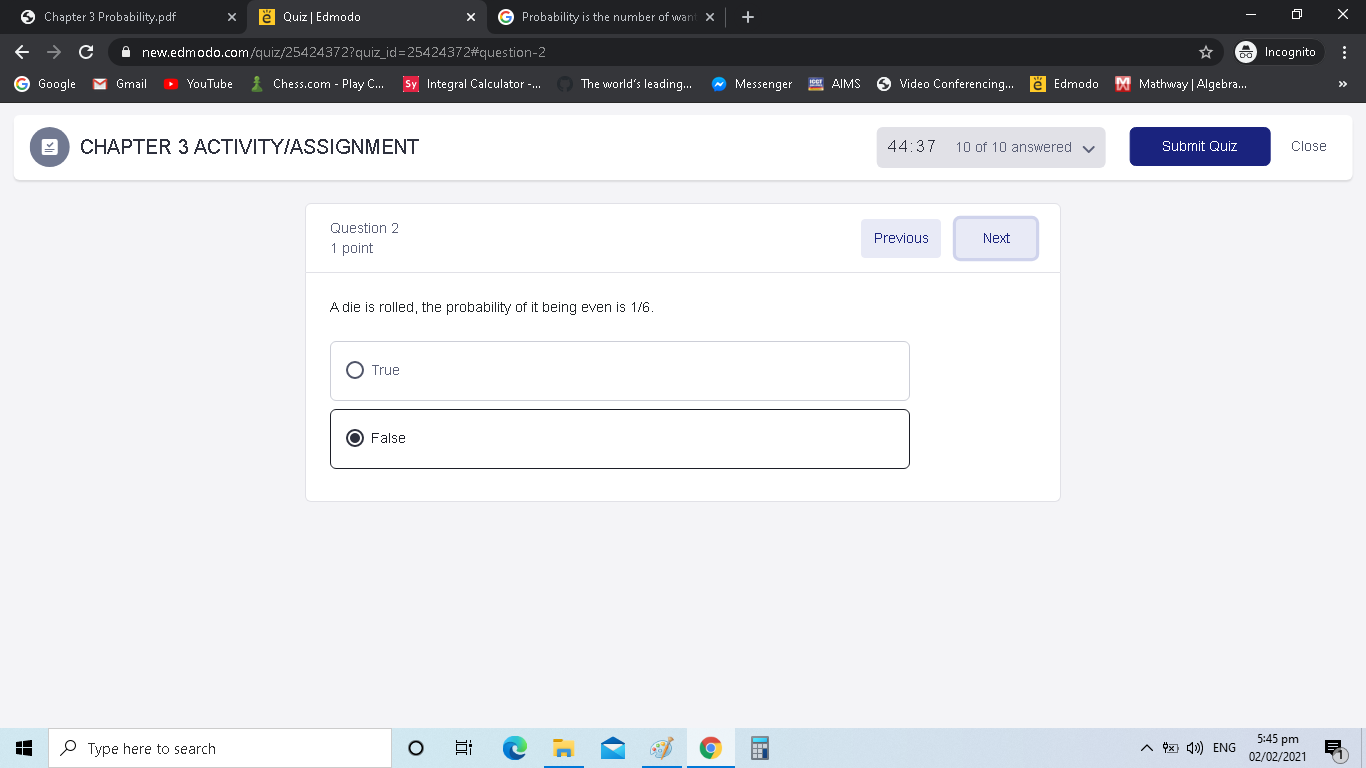 Chapter 3 Probability.pdf
Quiz | Edmodo
Probability is the number of want
new.edmodo.com/quiz/25424372?quiz_id=25424372#question-2
Incognito
Google Gmail YouTube Chess.com - Play C... Sy Integral Calculator -... The world's leading... Messenger AIMS Video Conferencing... Edmodo Mathway | Algebra... »
CHAPTER 3 ACTIVITY/ASSIGNMENT
44:37 10 of 10 answered
Submit Quiz
Close
Question 2
1 point
Previous
Next
A die is rolled, the probability of it being even is 1/6.
True
False
Type here to search
ENG
5:45 pm
02/02/2021
1